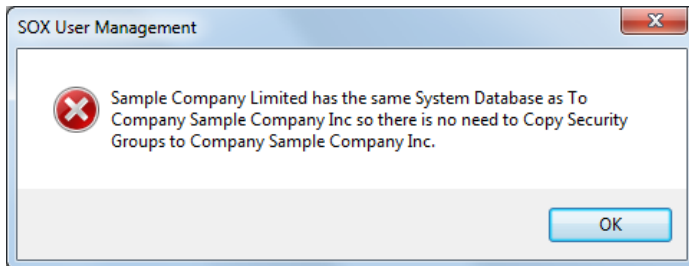 SOX User Management
Sample Company Limited has the same System Database as To
Company Sample Company Inc so there is no need to Copy Security
Groups to Company Sample Company Inc.
OK